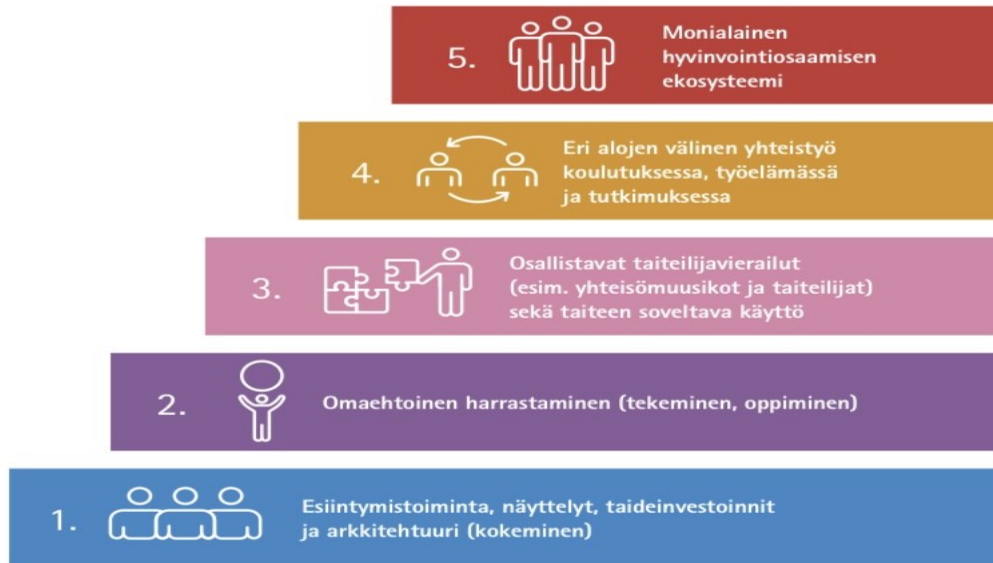 5.
Monialainen
hyvinvointiosaamisen
ekosysteemi
4.
Eri alojen välinen yhteistyö
koulutuksessa, työelämässä
ja tutkimuksessa
3.
Osallistavat taiteilijavierailut
(esim. yhteisömuusikot ja taiteilijat)
sekä taiteen soveltava käyttö
2.
Omaehtoinen harrastaminen (tekeminen, oppiminen)
1.
Esiintymistoiminta, näyttelyt, taideinvestoinnit
ja arkkitehtuuri (kokeminen)